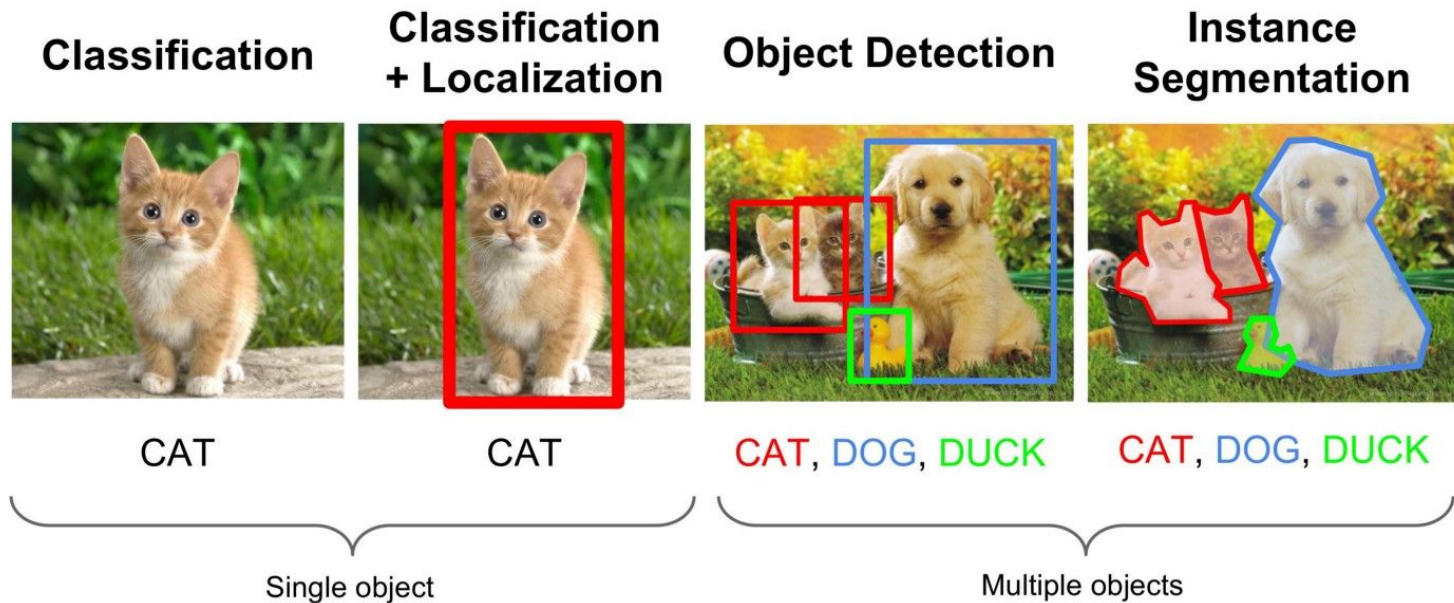 Classification
Classification
+ Localization
Object Detection
Instance
Segmentation
CAT
CAT
CAT, DOG, DUCK
CAT, DOG, DUCK
Single object
Multiple objects